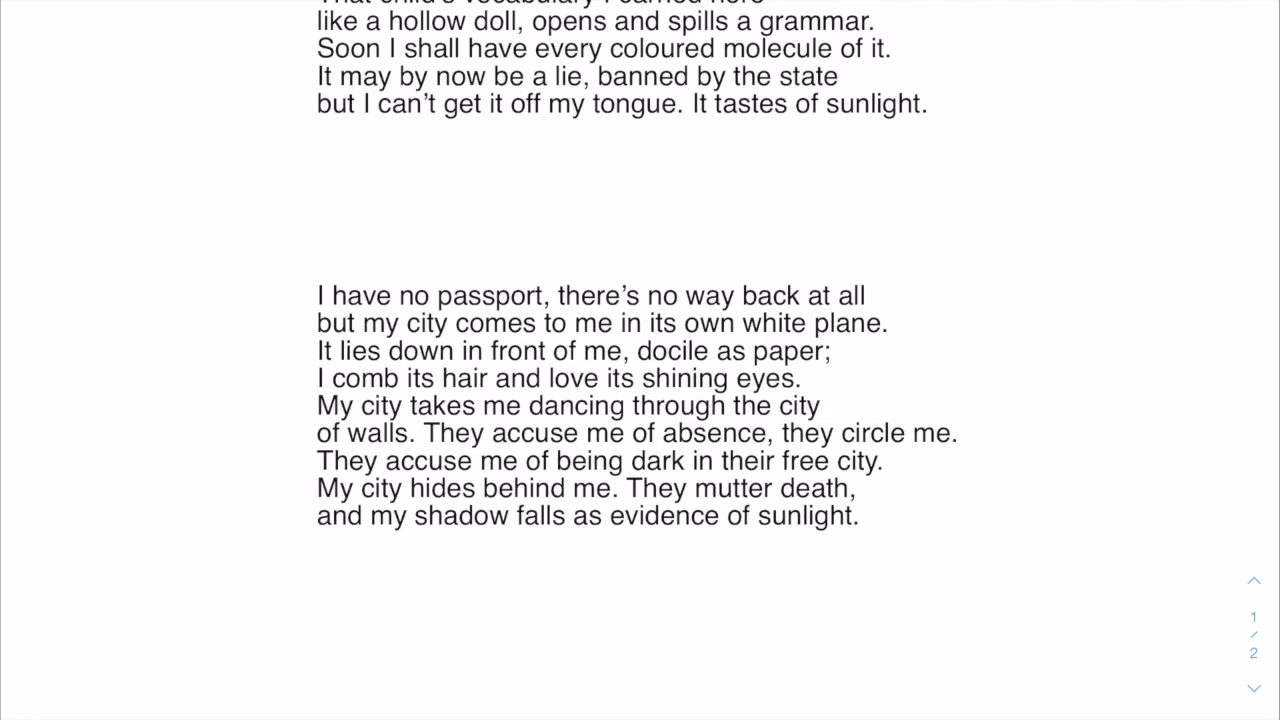 That child's vocabulary I carried here
like a hollow doll, opens and spills a grammar.
Soon I shall have every coloured molecule of it.
It may by now be a lie, banned by the state
but I can’t get it off my tongue. It tastes of sunlight.
I have no passport, there’s no way back at all
but my city comes to me in its own white plane.
It lies down in front of me, docile as paper;
I comb its hair and love its shining eyes.
My city takes me dancing through the city
of walls. They accuse me of absence, they circle me.
They accuse me of being dark in their free city.
My city hides behind me. They mutter death,
and my shadow falls as evidence of sunlight.
1
/
2